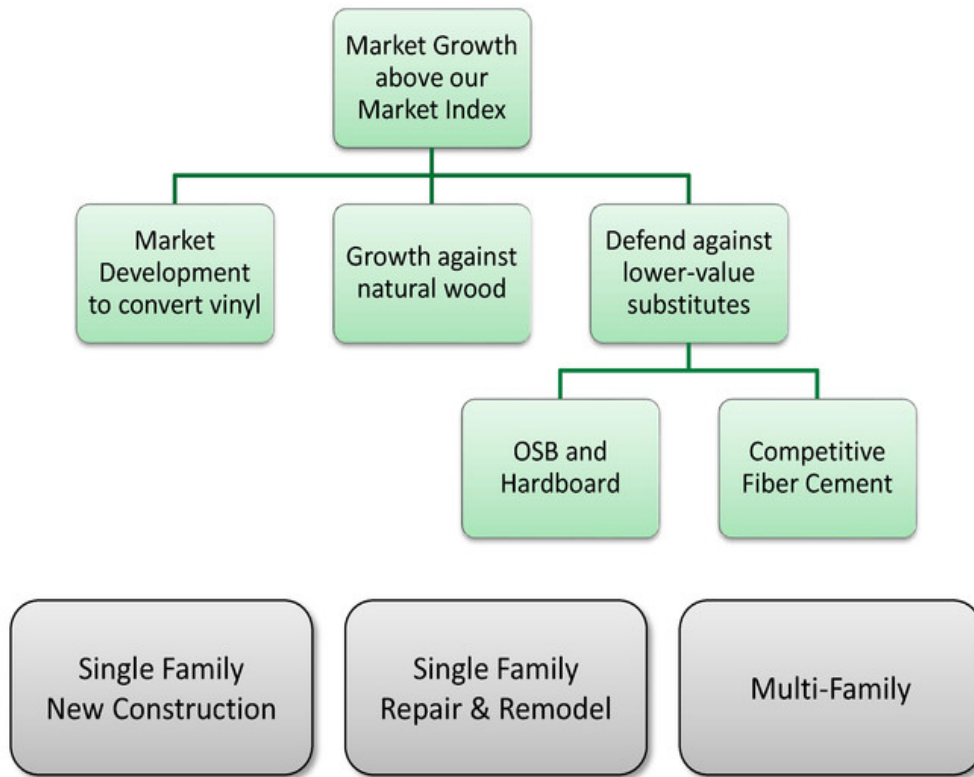 Market Growth
above our
Market Index
Market
Development
to convert vinyl
Growth against
natural wood
Defend against
lower-value
substitutes
OSB and
Hardboard
Competitive
Fiber Cement
Single Family
New Construction
Single Family
Repair & Remodel
Multi-Family